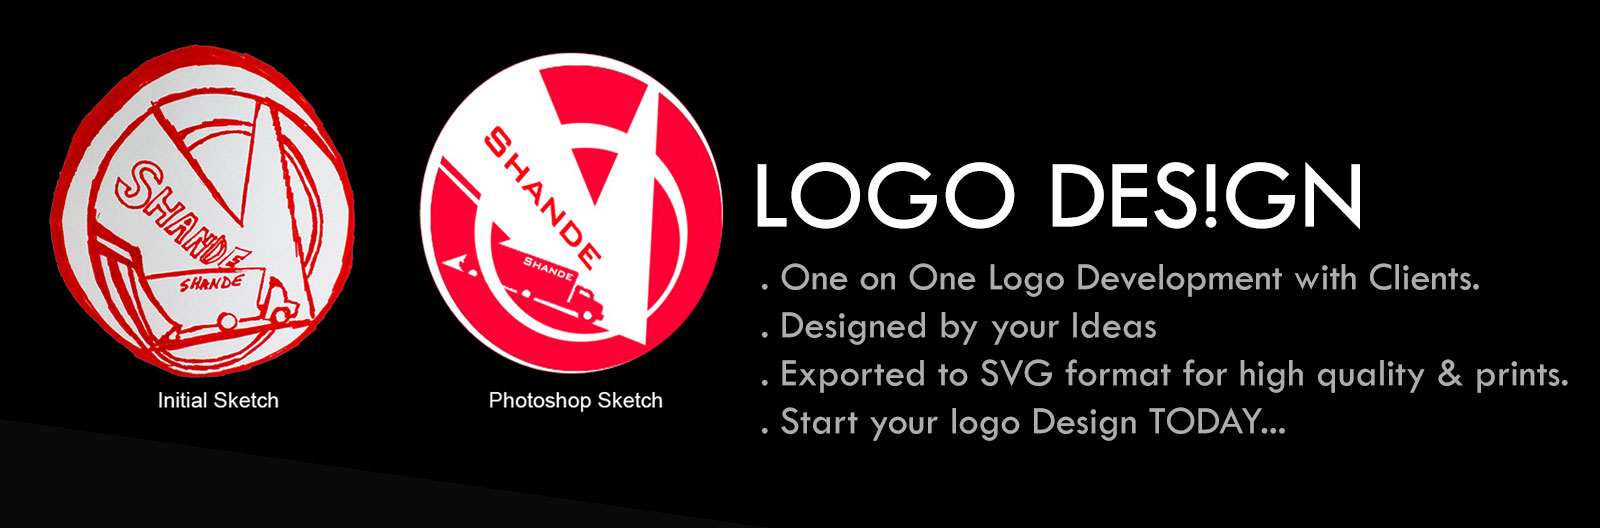 SHANDE
SHANDE
Initial Sketch
SHANDE
SHANDE
Photoshop Sketch
LOGO DES!GN
. One on One Logo Development with Clients.
. Designed by your Ideas
. Exported to SVG format for high quality & prints.
. Start your logo Design TODAY...